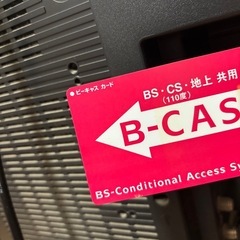 ● ビーキャス カード
BS・CS・地上 共用
(110度)
B-CAS
BS-Conditional Access Sy